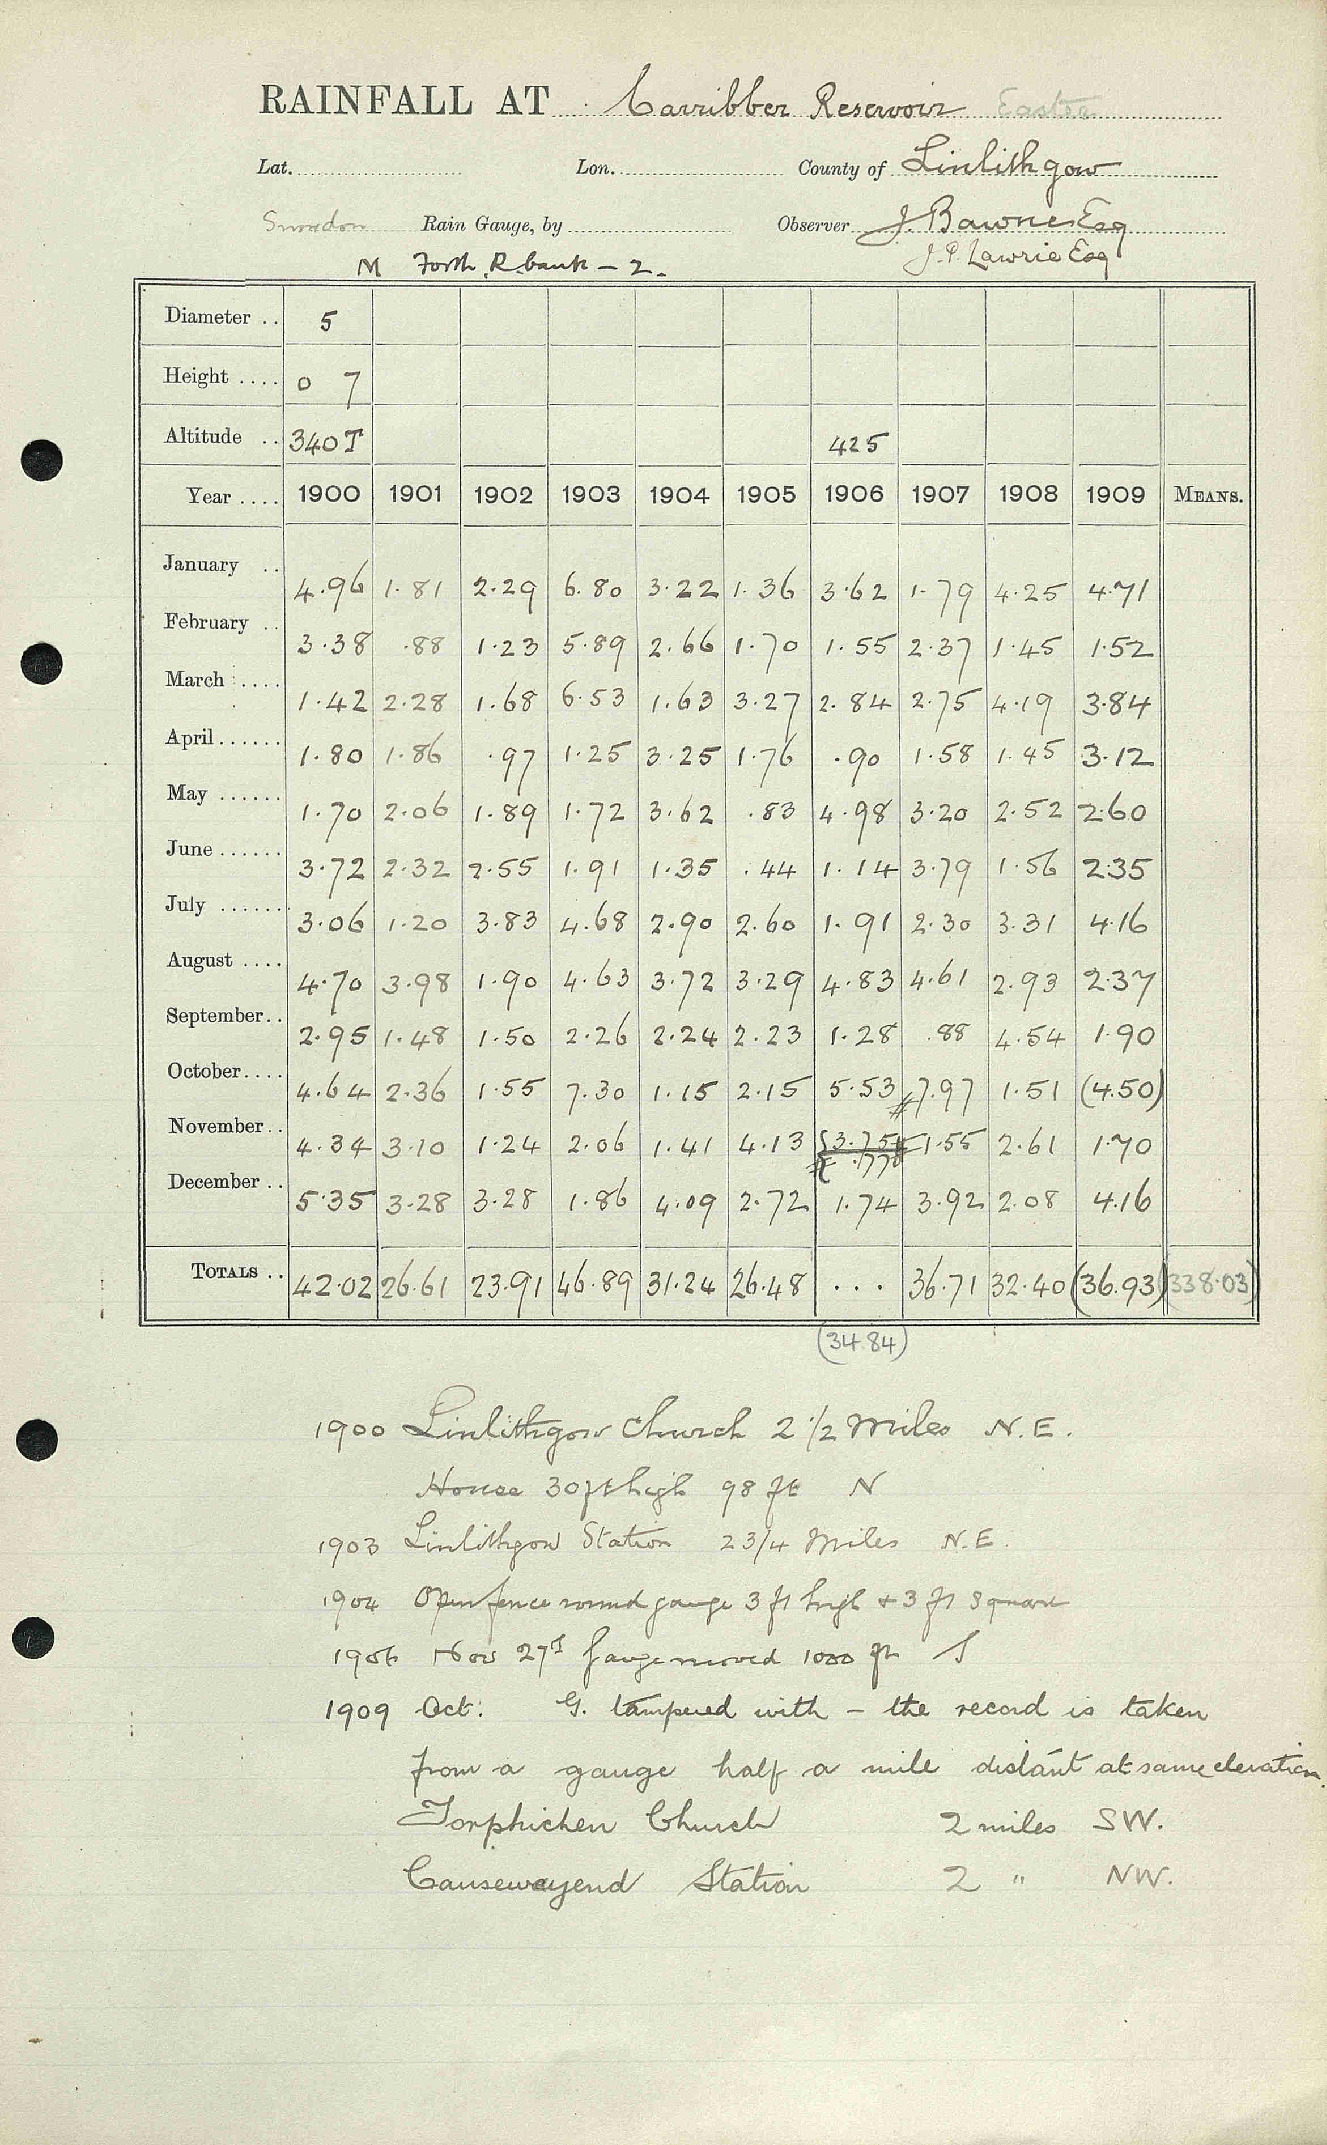 RAINFALL AT Carribber Reservoir Easter
Lat. Lon. County of Linlithgow
Snowdon Rain Gauge, by Observer J. Bawne Esq
M Forth R. bank - 2. J. P. Lawrie Esq
Diameter .. 5
Height .... 0 7
Altitude .. 340 T 425
Year .... 1900 1901 1902 1903 1904 1905 1906 1907 1908 1909 MEANS.
January .. 4.96 1.81 2.29 6.80 3.22 1.36 3.62 1.79 4.25 4.71
February .. 3.38 .88 1.23 5.89 2.66 1.70 1.55 2.37 1.45 1.52
March .... 1.42 2.28 1.68 6.53 1.63 3.27 2.84 2.75 4.19 3.84
April ...... 1.80 1.86 .97 1.25 3.25 1.76 .90 1.58 1.45 3.12
May ...... 1.70 2.06 1.89 1.72 3.62 .83 4.98 3.20 2.52 2.60
June ...... 3.72 2.32 2.55 1.91 1.35 .44 1.14 3.79 1.56 2.35
July ...... 3.06 1.20 3.83 4.68 2.90 2.60 1.91 2.30 3.31 4.16
August .... 4.70 3.98 1.90 4.63 3.72 3.29 4.83 4.61 2.93 2.37
September .. 2.95 1.48 1.50 2.26 2.24 2.23 1.28 .88 4.54 1.90
October .... 4.64 2.36 1.55 7.30 1.15 2.15 5.53 #7.97 1.51 (4.50)
November .. 4.34 3.10 1.24 2.06 1.41 4.13 {3.75 1.55 2.61 1.70
{ .77
December .. 5.35 3.28 3.28 1.86 4.09 2.72 1.74 3.92 2.08 4.16
TOTALS .. 42.02 26.61 23.91 46.89 31.24 26.48 ... 36.71 32.40 (36.93) (338.03)
(34.84)
1900 Linlithgow Church 2 1/2 Miles N.E.
House 30 ft high 98 ft N
1903 Linlithgow Station 2 3/4 Miles N.E.
1904 Open fence round gauge 3 ft high + 3 ft Square
1906 Nov 27th Gauge moved 1000 ft S
1909 Oct: G. tampered with - the record is taken
from a gauge half a mile distant at same elevation.
Torphichen Church 2 miles SW.
Causewayend Station 2 " NW.